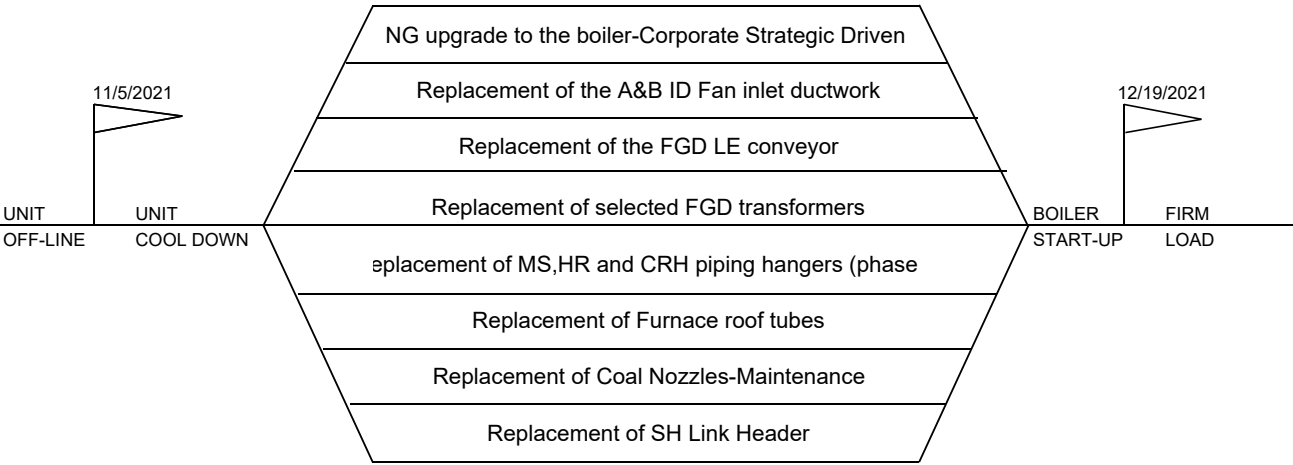 NG upgrade to the boiler-Corporate Strategic Driven
11/5/2021
Replacement of the A&B ID Fan inlet ductwork
12/19/2021
Replacement of the FGD LE conveyor
Replacement of selected FGD transformers
UNIT
OFF-LINE
UNIT
COOL DOWN
BOILER
START-UP
FIRM
LOAD
eplacement of MS,HR and CRH piping hangers (phase
Replacement of Furnace roof tubes
Replacement of Coal Nozzles-Maintenance
Replacement of SH Link Header